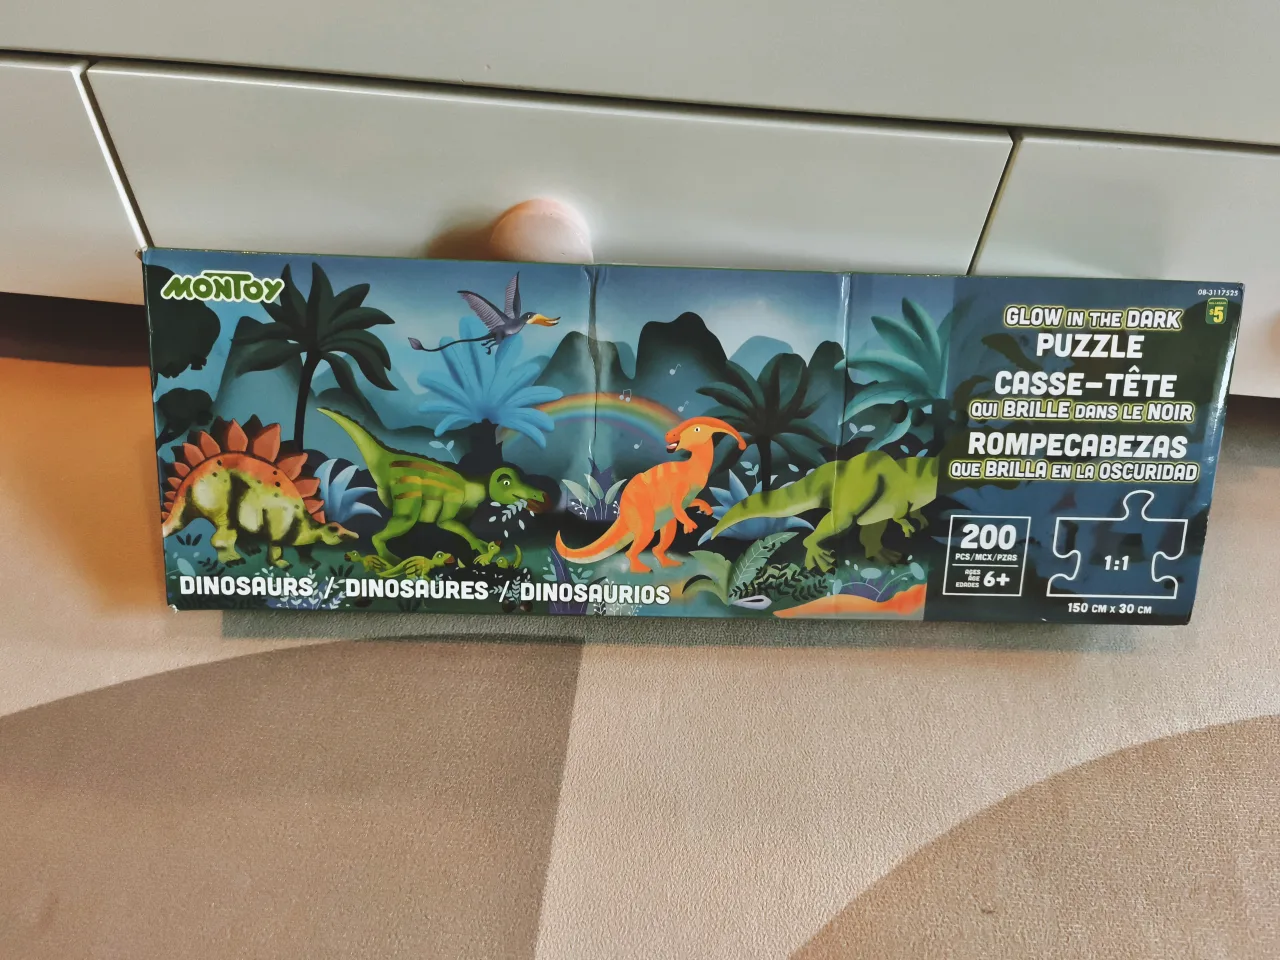 MONTOY
08-3117525
$5
GLOW IN THE DARK
PUZZLE
CASSE-TÊTE
QUI BRILLE DANS LE NOIR
ROMPECABEZAS
QUE BRILLA EN LA OSCURIDAD
200
PCS/MCX/PZAS
AGES
ÂGE
EDADES
6+
1:1
150 CM x 30 CM
DINOSAURS / DINOSAURES / DINOSAURIOS